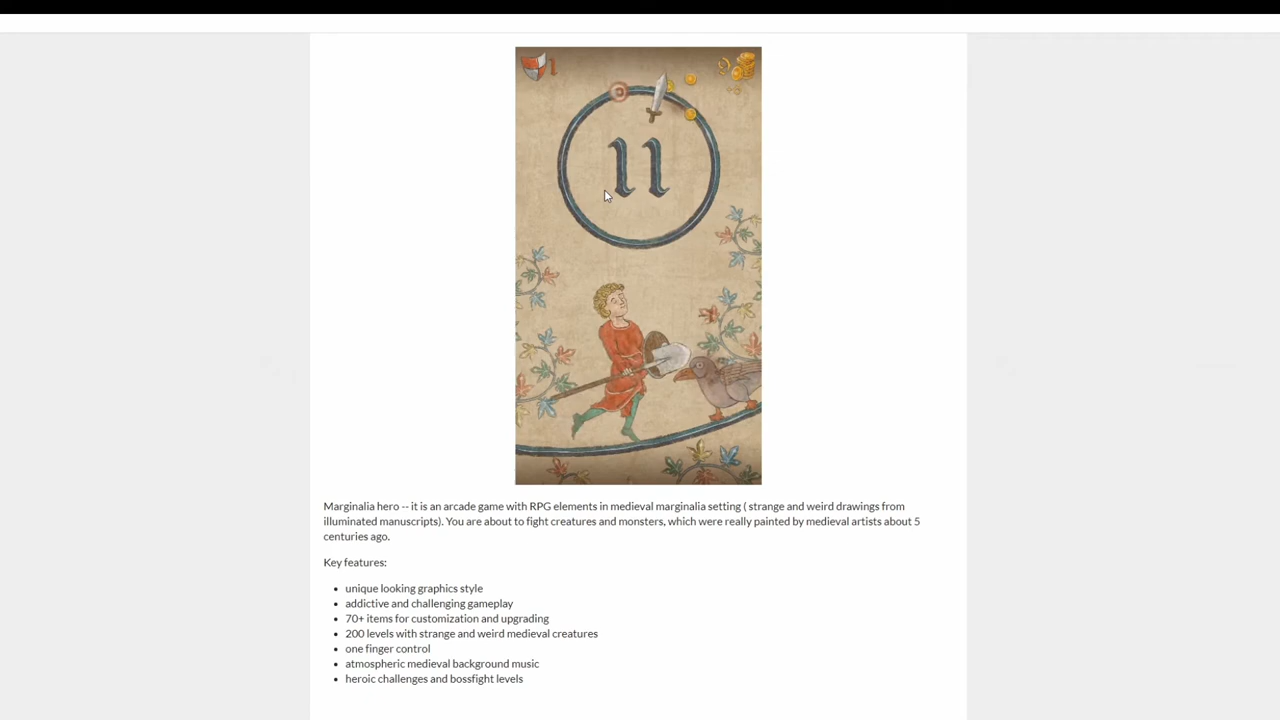 1
11
Marginalia hero -- it is an arcade game with RPG elements in medieval marginalia setting ( strange and weird drawings from
illuminated manuscripts). You are about to fight creatures and monsters, which were really painted by medieval artists about 5
centuries ago.
Key features:
• unique looking graphics style
• addictive and challenging gameplay
• 70+ items for customization and upgrading
• 200 levels with strange and weird medieval creatures
• one finger control
• atmospheric medieval background music
• heroic challenges and bossfight levels